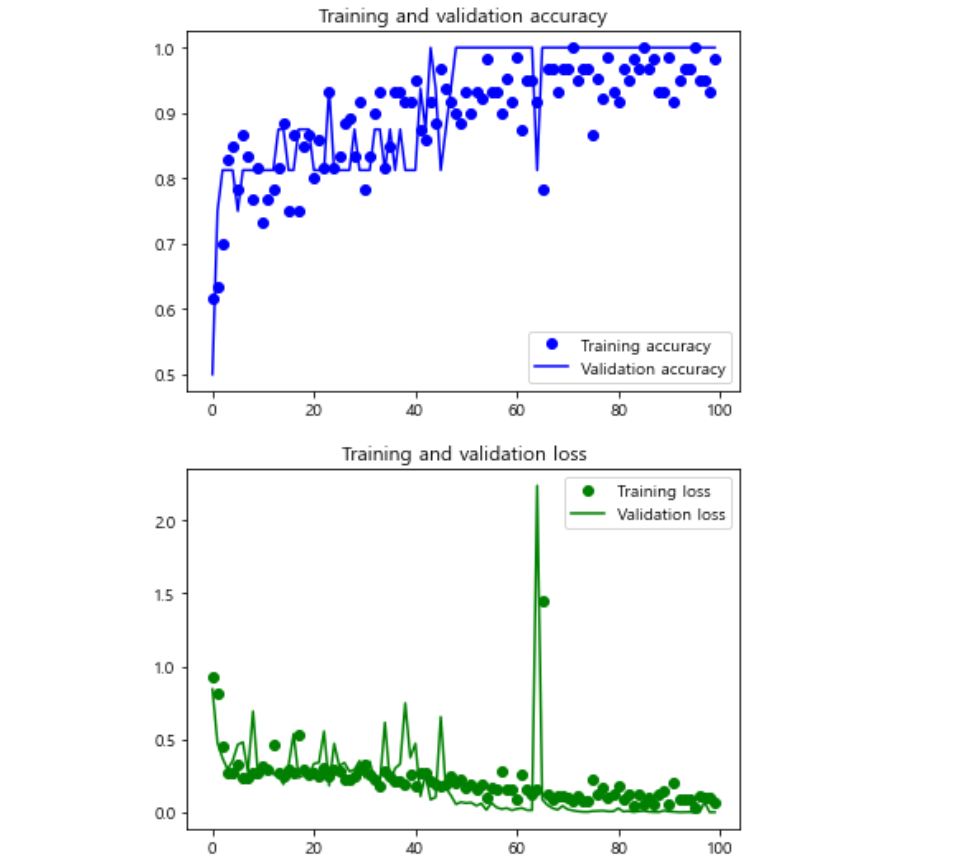 Training and validation accuracy
1.0
0.9
0.8
0.7
0.6
0.5
Training accuracy
Validation accuracy
0 20 40 60 80 100
Training and validation loss
Training loss
Validation loss
2.0
1.5
1.0
0.5
0.0
0 20 40 60 80 100